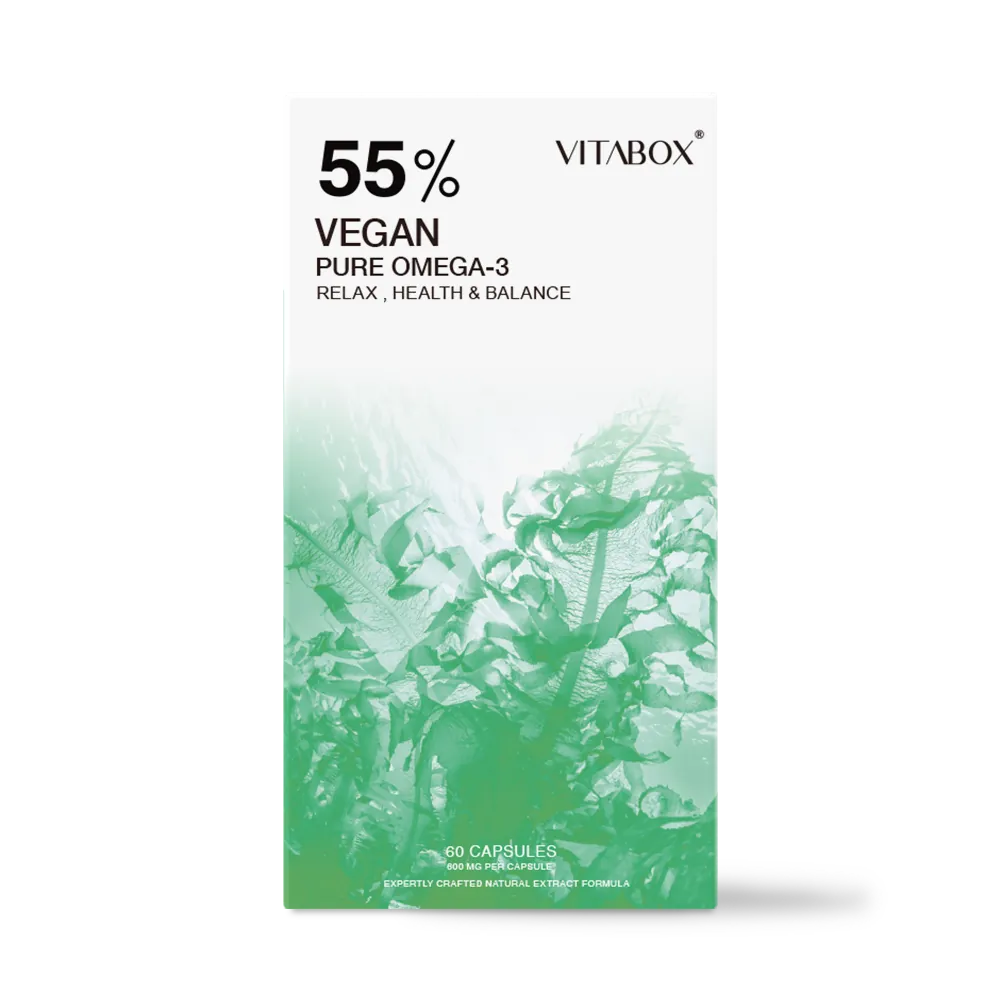 55%
VITABOX®
VEGAN
PURE OMEGA-3
RELAX , HEALTH & BALANCE
60 CAPSULES
600 MG PER CAPSULE
EXPERTLY CRAFTED NATURAL EXTRACT FORMULA